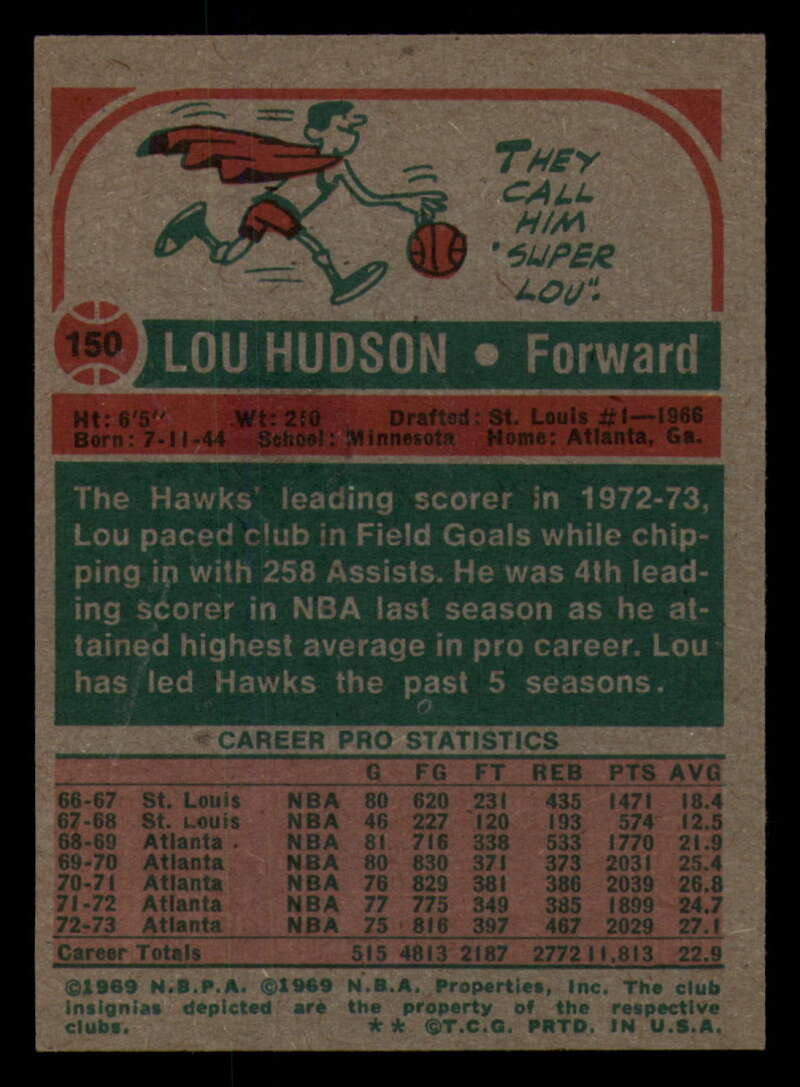 THEY
CALL
HIM
"SUPER
LOU".
150 LOU HUDSON • Forward
Ht: 6'5" Wt: 210 Drafted: St. Louis #1—1966
Born: 7-11-44 School: Minnesota Home: Atlanta, Ga.
The Hawks' leading scorer in 1972-73,
Lou paced club in Field Goals while chip-
ping in with 258 Assists. He was 4th lead-
ing scorer in NBA last season as he at-
tained highest average in pro career. Lou
has led Hawks the past 5 seasons.
CAREER PRO STATISTICS
G FG FT REB PTS AVG
66-67 St. Louis NBA 80 620 231 435 1471 18.4
67-68 St. Louis NBA 46 227 120 193 574 12.5
68-69 Atlanta NBA 81 716 338 533 1770 21.9
69-70 Atlanta NBA 80 830 371 373 2031 25.4
70-71 Atlanta NBA 76 829 381 386 2039 26.8
71-72 Atlanta NBA 77 775 349 385 1899 24.7
72-73 Atlanta NBA 75 816 397 467 2029 27.1
Career Totals 515 4813 2187 2772 11,813 22.9
©1969 N.B.P.A. ©1969 N.B.A. Properties, Inc. The club
insignias depicted are the property of the respective
clubs. ** ©T.C.G. PRTD. IN U.S.A.